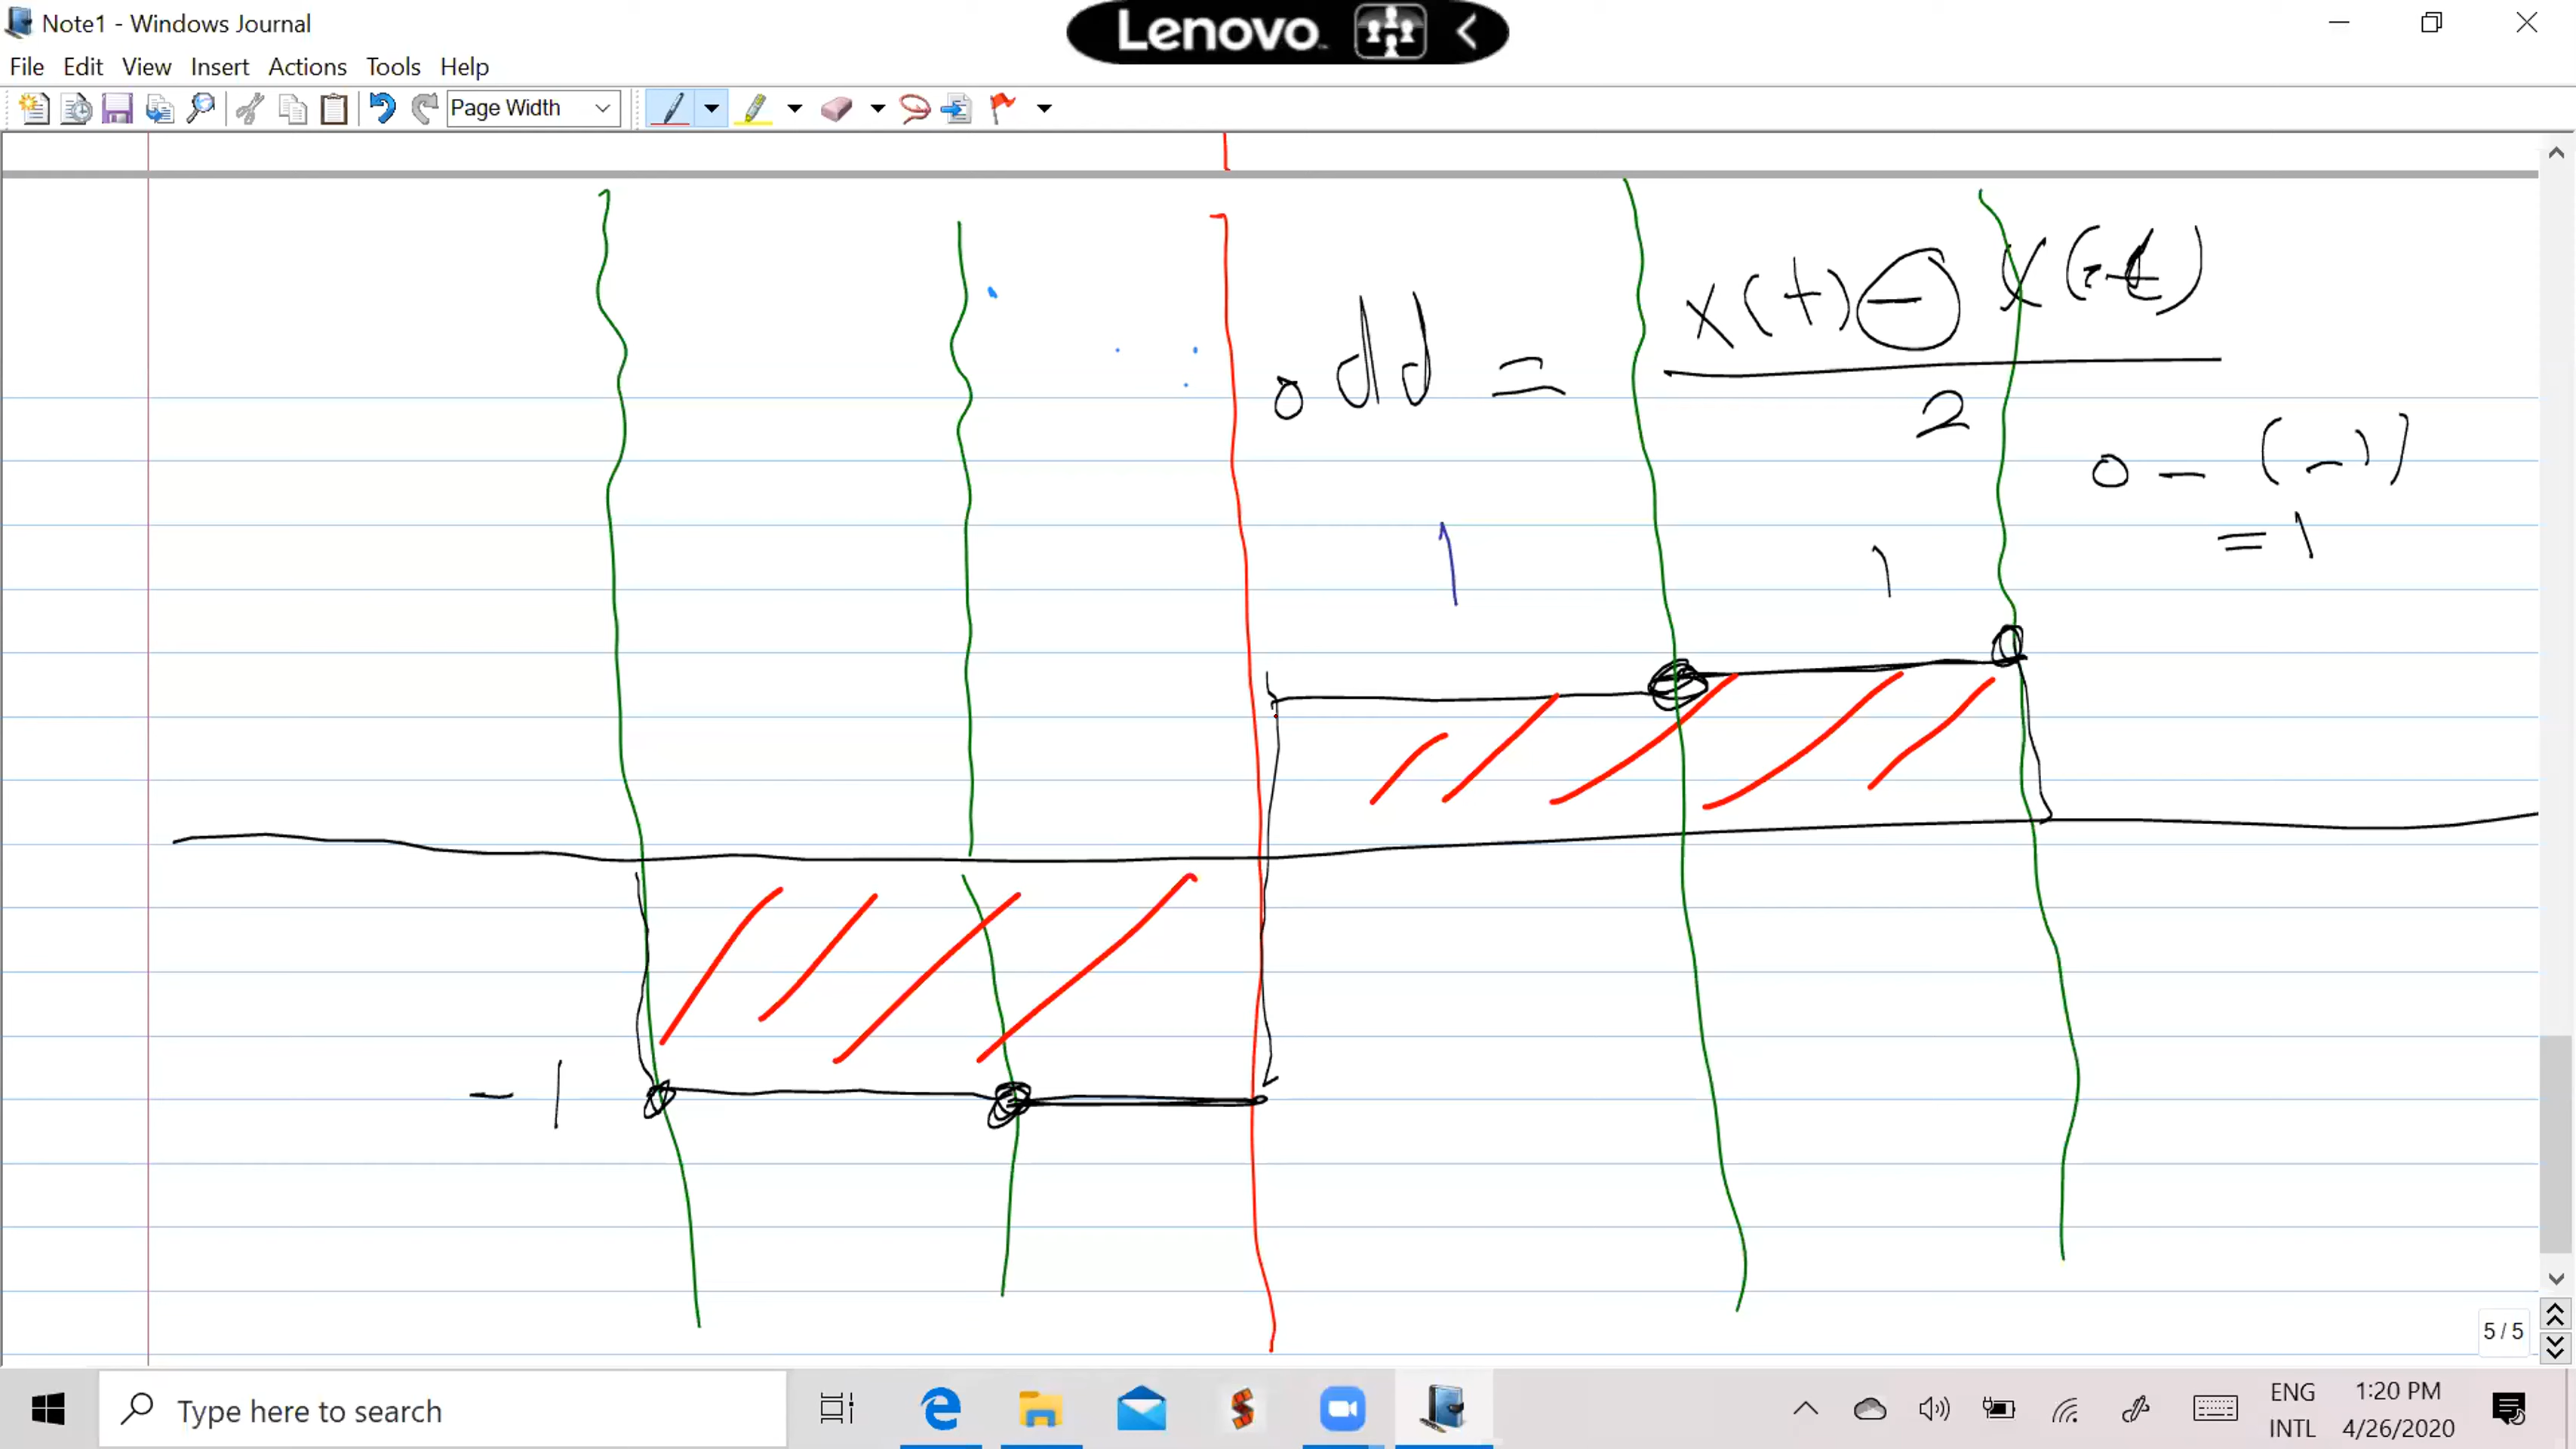 Note1 - Windows Journal
Lenovo
File Edit View Insert Actions Tools Help
Page Width
odd = x(t) - x(-t)
2
0 - (-1)
= 1
1 1
-1
5 / 5
Type here to search
ENG
INTL
1:20 PM
4/26/2020